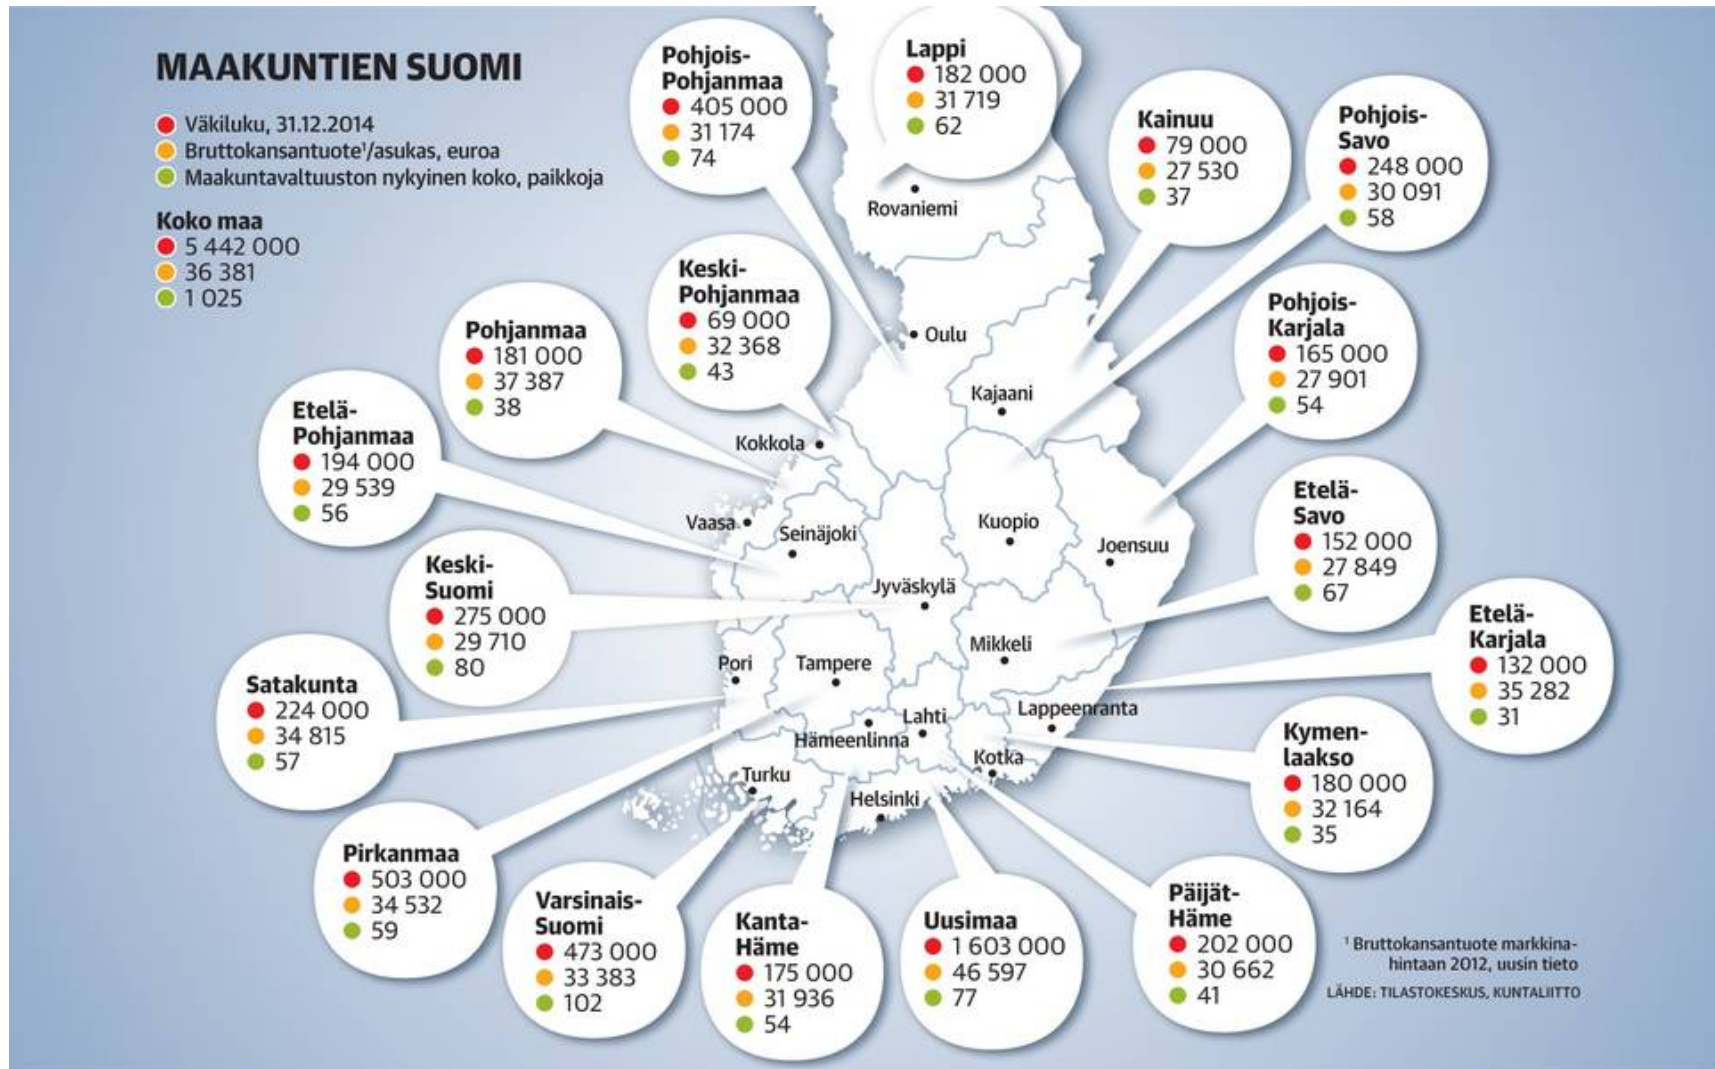 MAAKUNTIEN SUOMI
Väkiluku, 31.12.2014
Bruttokansantuote¹/asukas, euroa
Maakuntavaltuuston nykyinen koko, paikkoja
Koko maa
5 442 000
36 381
1 025
Pohjois-
Pohjanmaa
405 000
31 174
74
Lappi
182 000
31 719
62
Kainuu
79 000
27 530
37
Pohjois-
Savo
248 000
30 091
58
Keski-
Pohjanmaa
69 000
32 368
43
Pohjanmaa
181 000
37 387
38
Pohjois-
Karjala
165 000
27 901
54
Etelä-
Pohjanmaa
194 000
29 539
56
Etelä-
Savo
152 000
27 849
67
Keski-
Suomi
275 000
29 710
80
Etelä-
Karjala
132 000
35 282
31
Satakunta
224 000
34 815
57
Kymen-
laakso
180 000
32 164
35
Pirkanmaa
503 000
34 532
59
Varsinais-
Suomi
473 000
33 383
102
Kanta-
Häme
175 000
31 936
54
Uusimaa
1 603 000
46 597
77
Päijät-
Häme
202 000
30 662
41
Rovaniemi
Oulu
Kajaani
Kokkola
Vaasa
Seinäjoki
Kuopio
Joensuu
Jyväskylä
Mikkeli
Pori
Tampere
Lappeenranta
Lahti
Hämeenlinna
Kotka
Turku
Helsinki
¹ Bruttokansantuote markkina-
hintaan 2012, uusin tieto
LÄHDE: TILASTOKESKUS, KUNTALIITTO